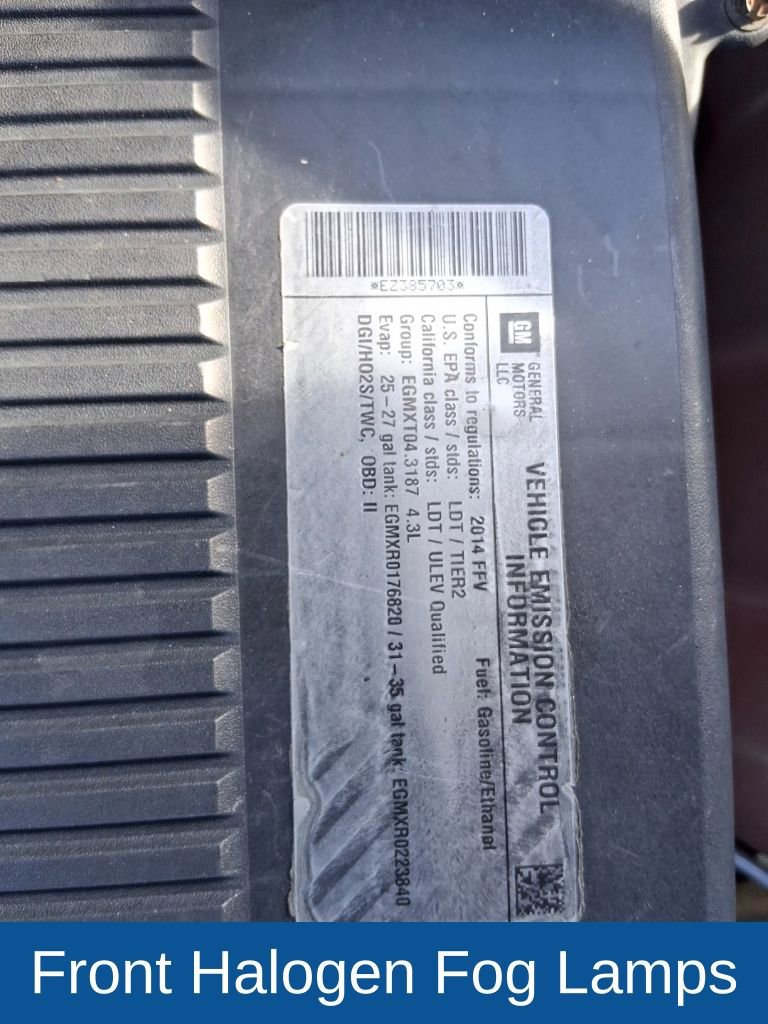 *EZ385703*
GM
GENERAL
MOTORS
LLC
VEHICLE EMISSION CONTROL
INFORMATION
Conforms to regulations: 2014 FFV Fuel: Gasoline/Ethanol
U.S. EPA class / stds: LDT / TIER2
California class / stds: LDT / ULEV Qualified
Group: EGMXT04.3187 4.3L
Evap: 25-27 gal tank: EGMXR0176820 / 31-35 gal tank: EGMXR0223840
DGI/HO2S/TWC, OBD: II
Front Halogen Fog Lamps